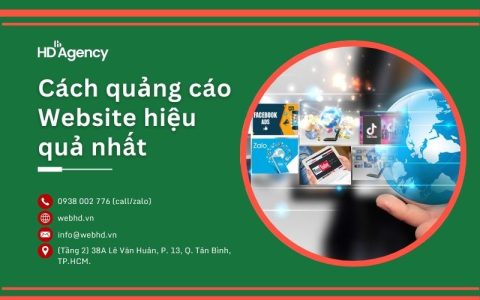 HD Agency
Cách quảng cáo
Website hiệu
quả nhất
0938 002 776 (call/zalo)
webhd.vn
info@webhd.vn
(Tầng 2) 38A Lê Văn Huân, P. 13, Q. Tân Bình,
TP.HCM.
FACEBOOK
ADS
Zalo
TikTok